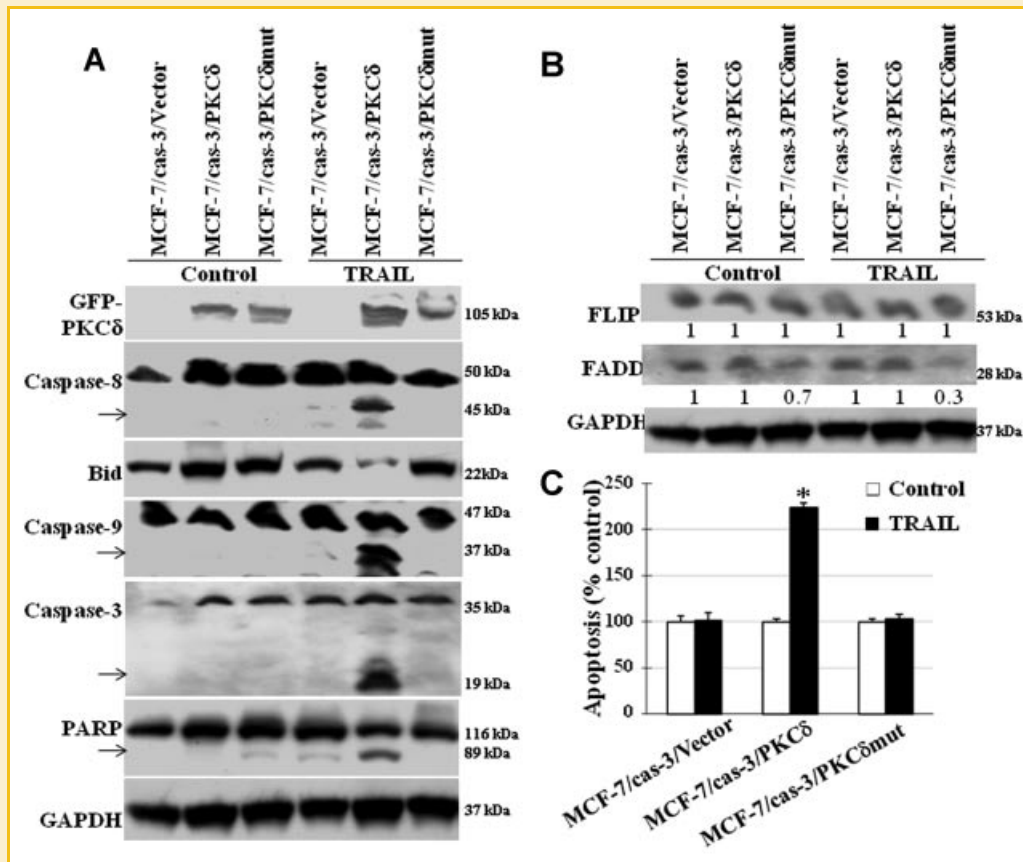 A
MCF-7/cas-3/Vector
MCF-7/cas-3/PKCδ
MCF-7/cas-3/PKCδmut
MCF-7/cas-3/Vector
MCF-7/cas-3/PKCδ
MCF-7/cas-3/PKCδmut
Control
TRAIL
GFP-
PKCδ
105 kDa
Caspase-8
50 kDa
45 kDa
Bid
22kDa
Caspase-9
47 kDa
37 kDa
Caspase-3
35 kDa
19 kDa
PARP
116 kDa
89 kDa
GAPDH
37 kDa
B
MCF-7/cas-3/Vector
MCF-7/cas-3/PKCδ
MCF-7/cas-3/PKCδmut
MCF-7/cas-3/Vector
MCF-7/cas-3/PKCδ
MCF-7/cas-3/PKCδmut
Control
TRAIL
FLIP
53 kDa
1 1 1 1 1 1
FADD
28 kDa
1 1 0.7 1 1 0.3
GAPDH
37 kDa
C
Apoptosis (% control)
250
200
150
100
50
0
*
Control
TRAIL
MCF-7/cas-3/Vector
MCF-7/cas-3/PKCδ
MCF-7/cas-3/PKCδmut